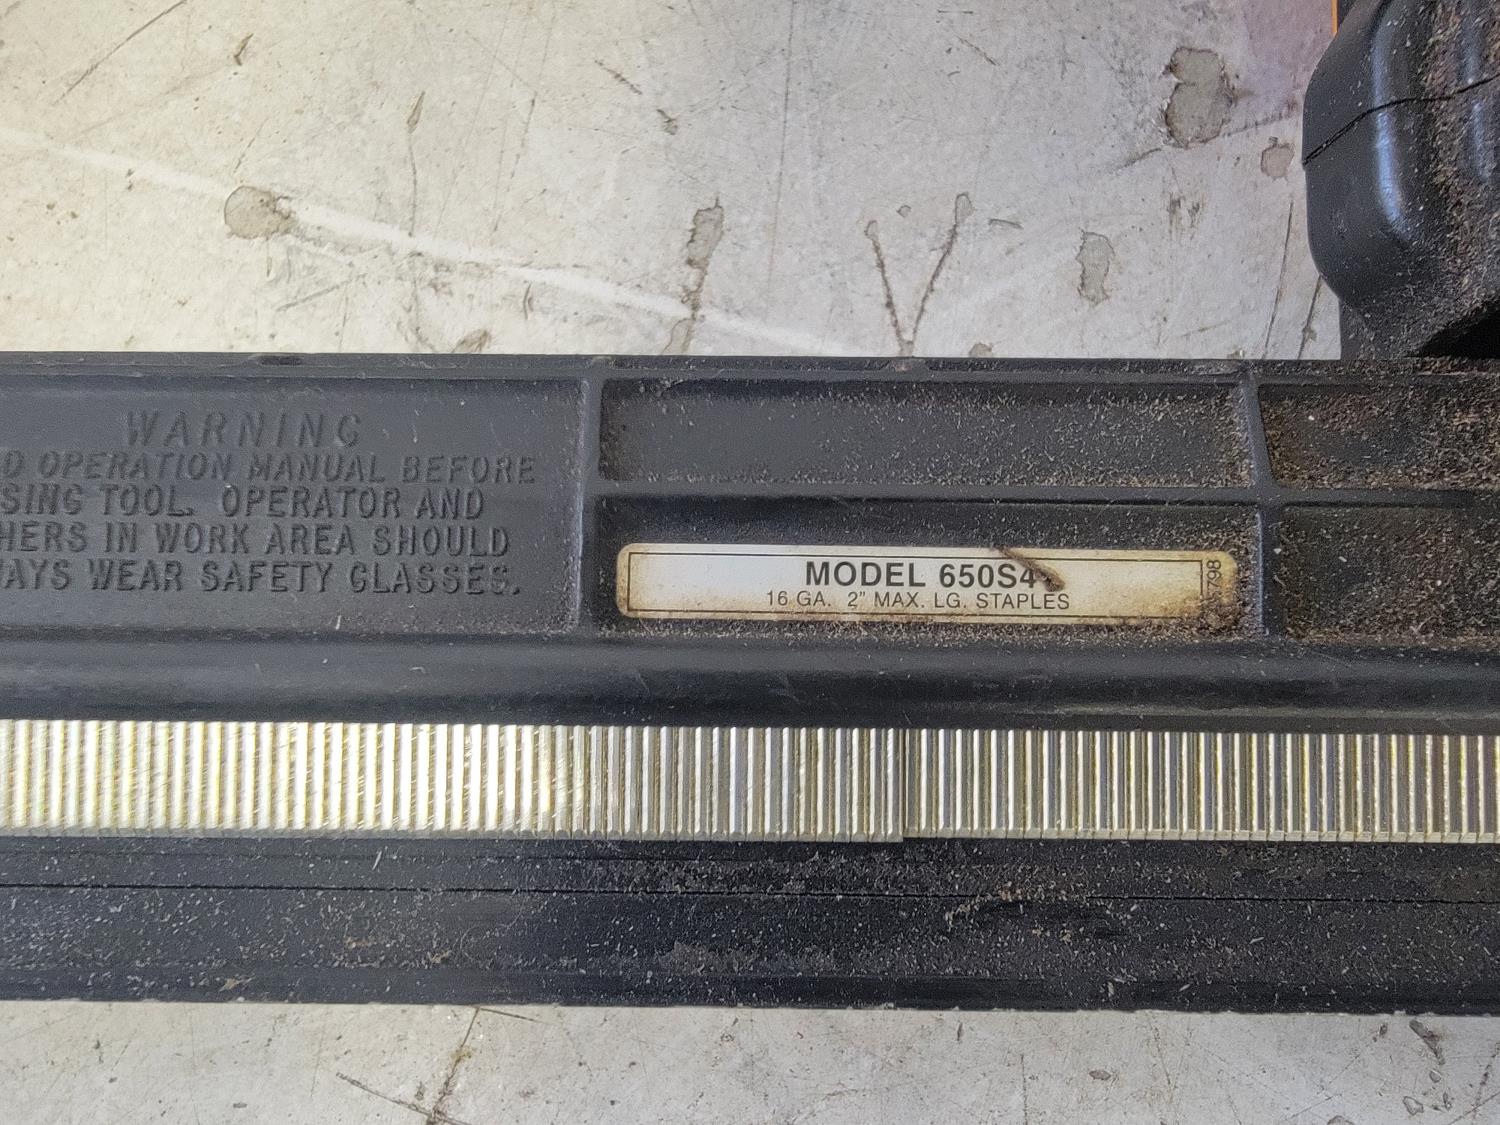 WARNING
D OPERATION MANUAL BEFORE
SING TOOL. OPERATOR AND
HERS IN WORK AREA SHOULD
WAYS WEAR SAFETY GLASSES.
MODEL 650S4
16 GA. 2" MAX. LG. STAPLES